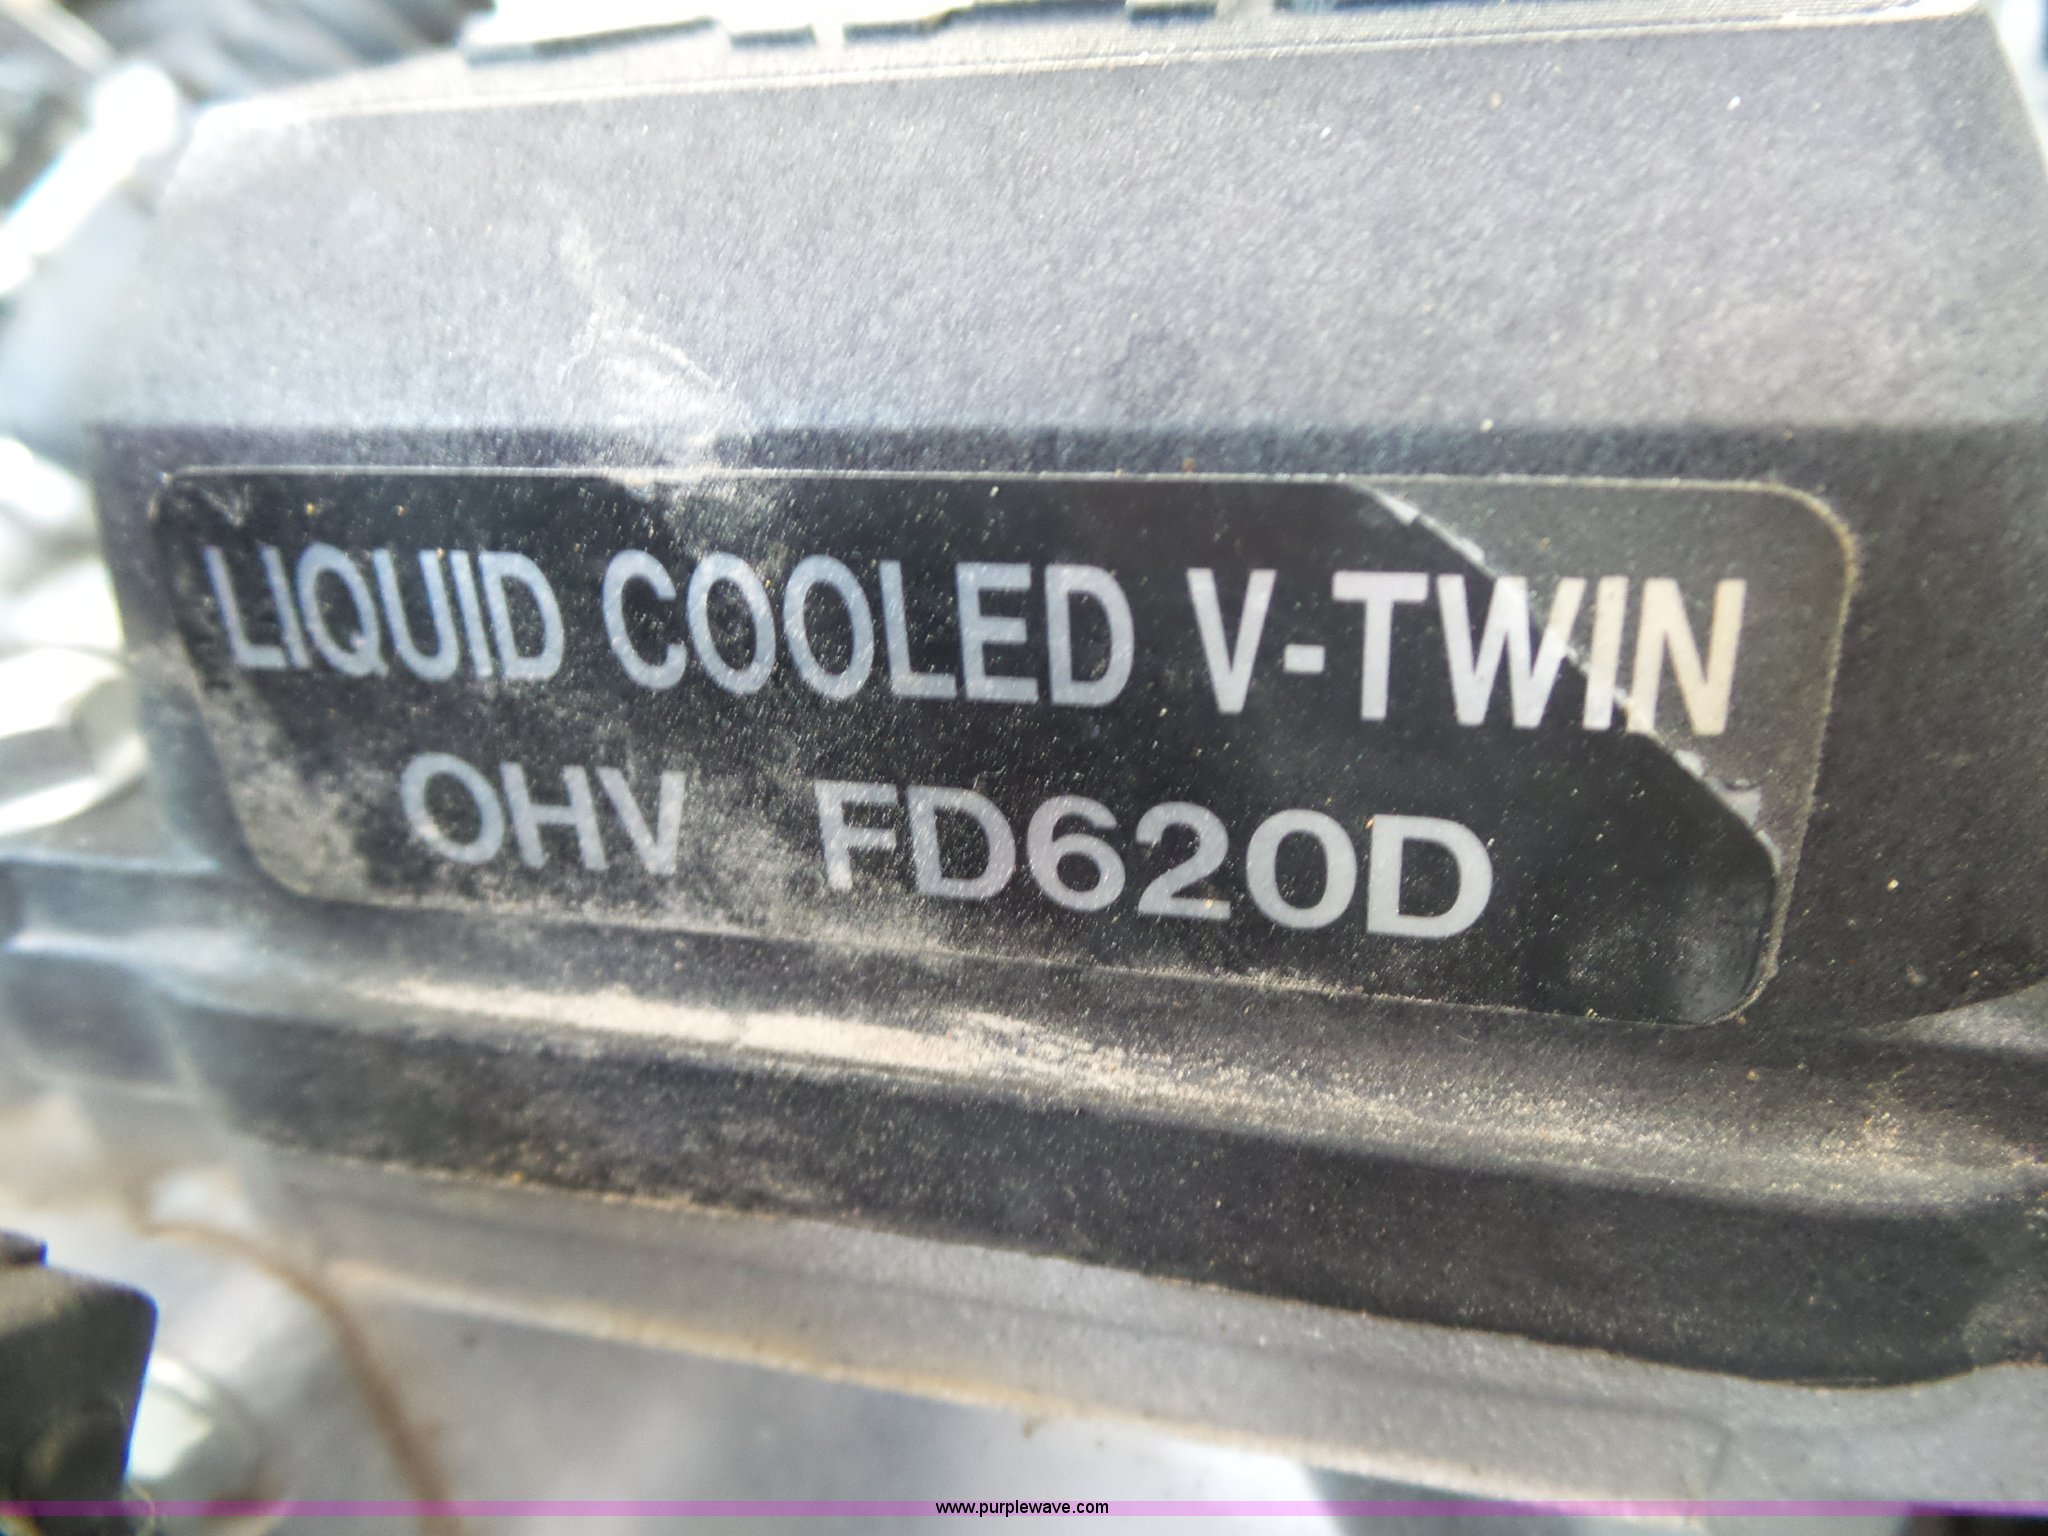 LIQUID COOLED V-TWIN
OHV FD620D
www.purplewave.com